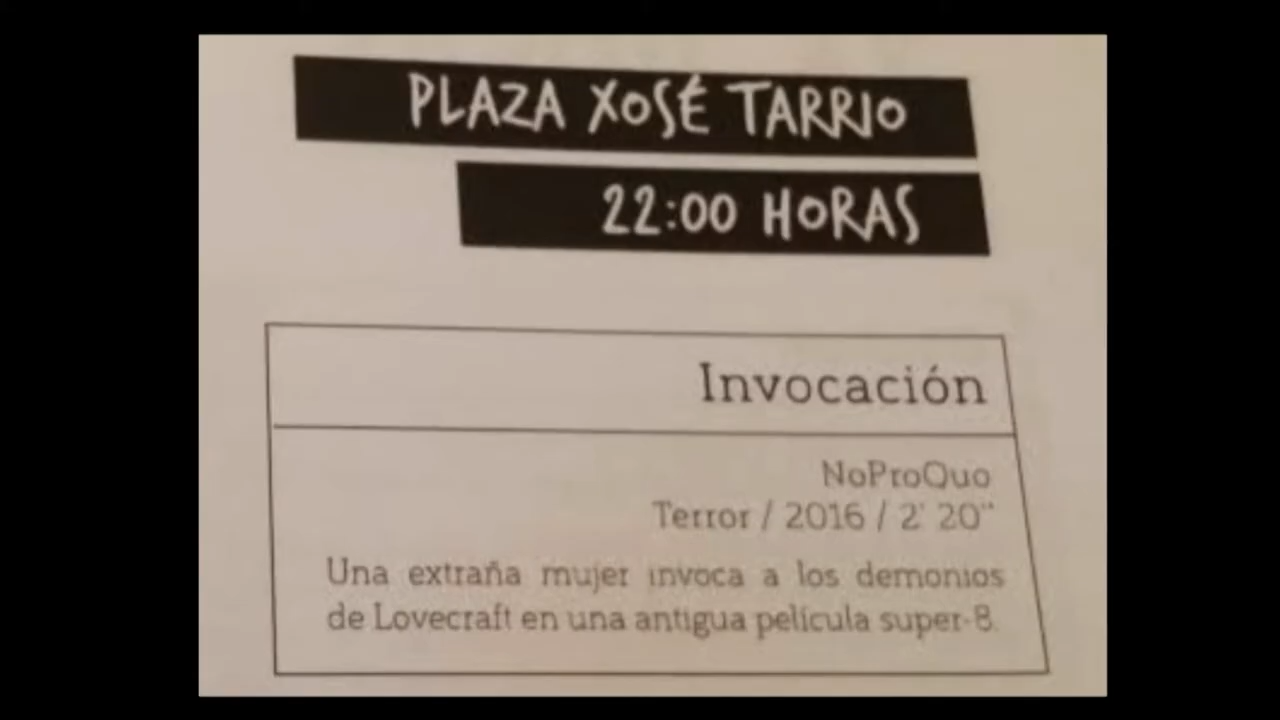 PLAZA XOSÉ TARRIO
22:00 HORAS
Invocación
NoProQuo
Terror / 2016 / 2' 20"
Una extraña mujer invoca a los demonios
de Lovecraft en una antigua película super-8.